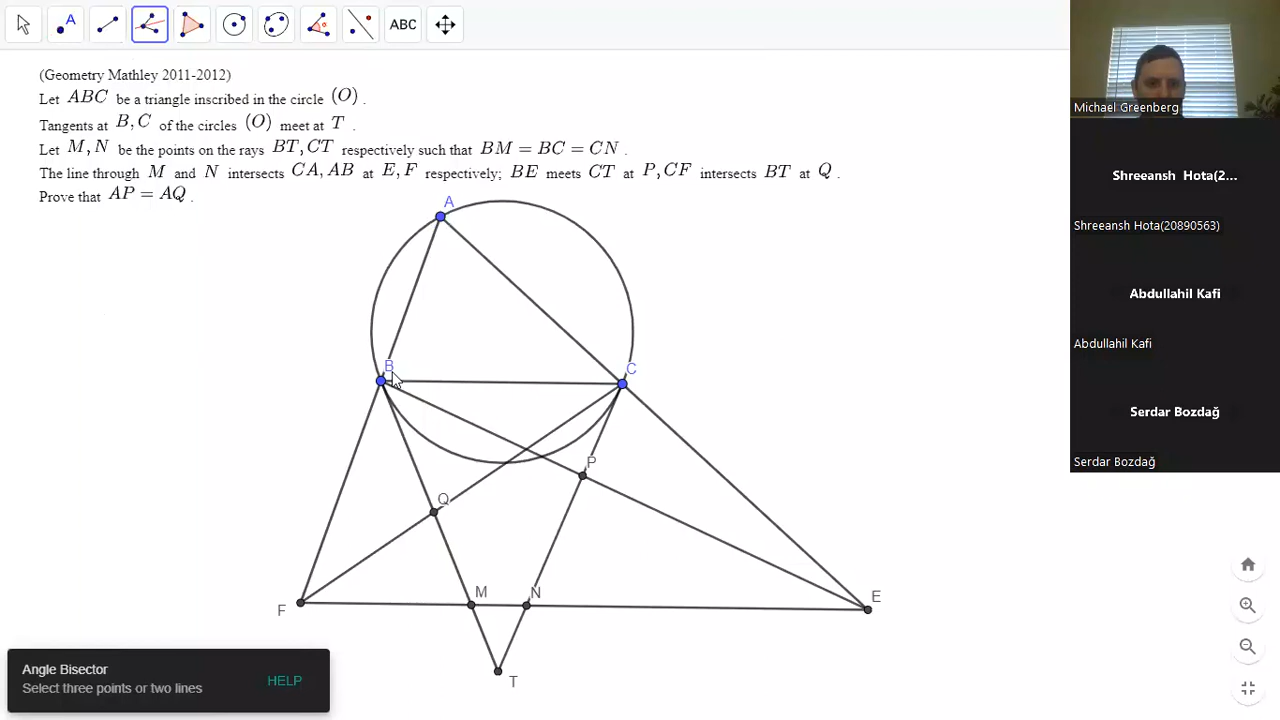 ABC
(Geometry Mathley 2011-2012)
Let ABC be a triangle inscribed in the circle (O) .
Tangents at B, C of the circles (O) meet at T .
Let M, N be the points on the rays BT, CT respectively such that BM = BC = CN .
The line through M and N intersects CA, AB at E, F respectively; BE meets CT at P, CF intersects BT at Q .
Prove that AP = AQ .
A
B
C
P
Q
M
N
F
E
T
Angle Bisector
Select three points or two lines
HELP
Michael Greenberg
Shreeansh Hota(2...
Shreeansh Hota(20890563)
Abdullahil Kafi
Abdullahil Kafi
Serdar Bozdağ
Serdar Bozdağ